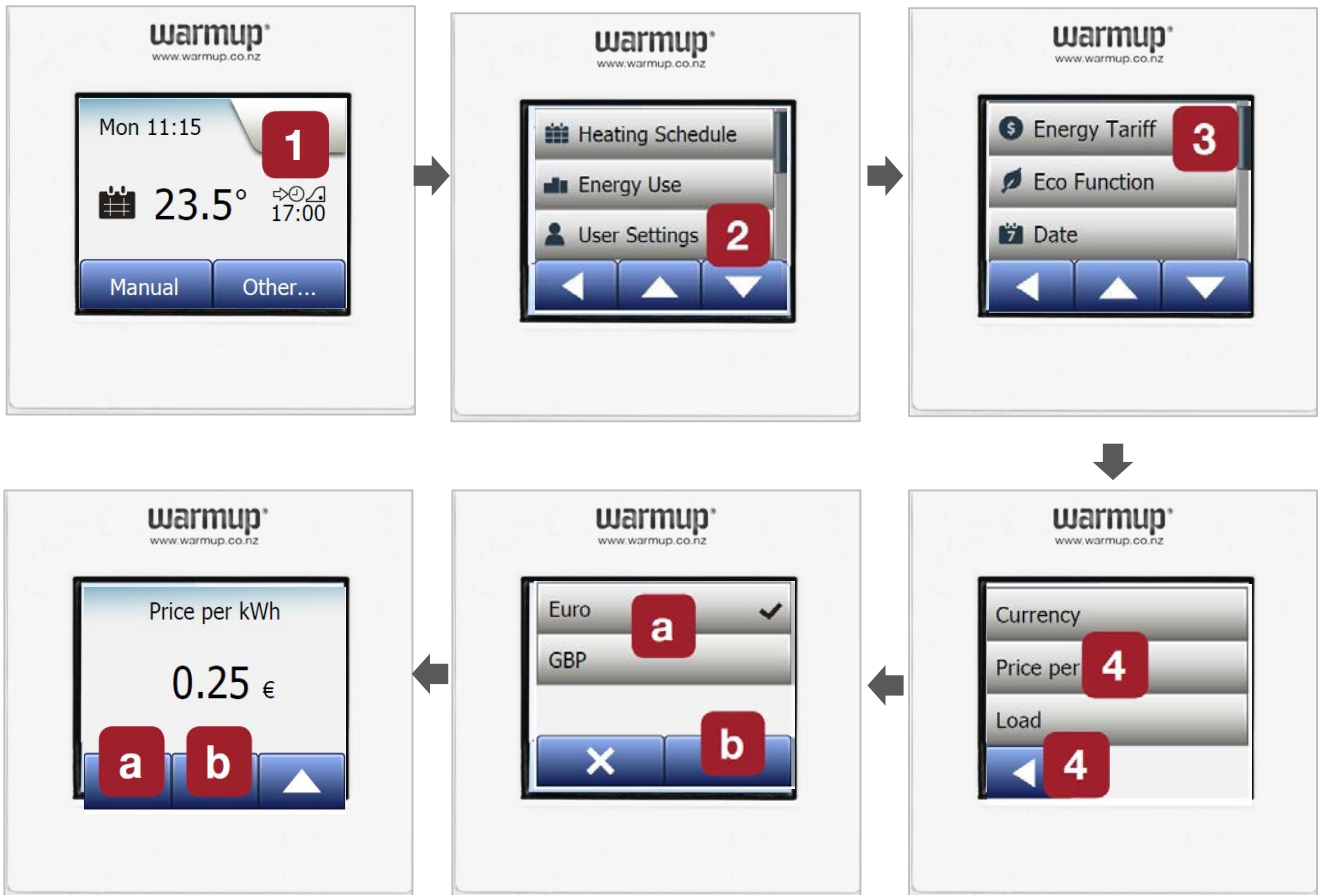 warmup®
www.warmup.co.nz
Mon 11:15
1
23.5°
17:00
Manual
Other...
warmup®
www.warmup.co.nz
Heating Schedule
Energy Use
User Settings
2
warmup®
www.warmup.co.nz
$ Energy Tariff
3
Eco Function
7 Date
warmup®
www.warmup.co.nz
Price per kWh
0.25 €
a
b
warmup®
www.warmup.co.nz
Euro
a
GBP
b
warmup®
www.warmup.co.nz
Currency
Price per
4
Load
4